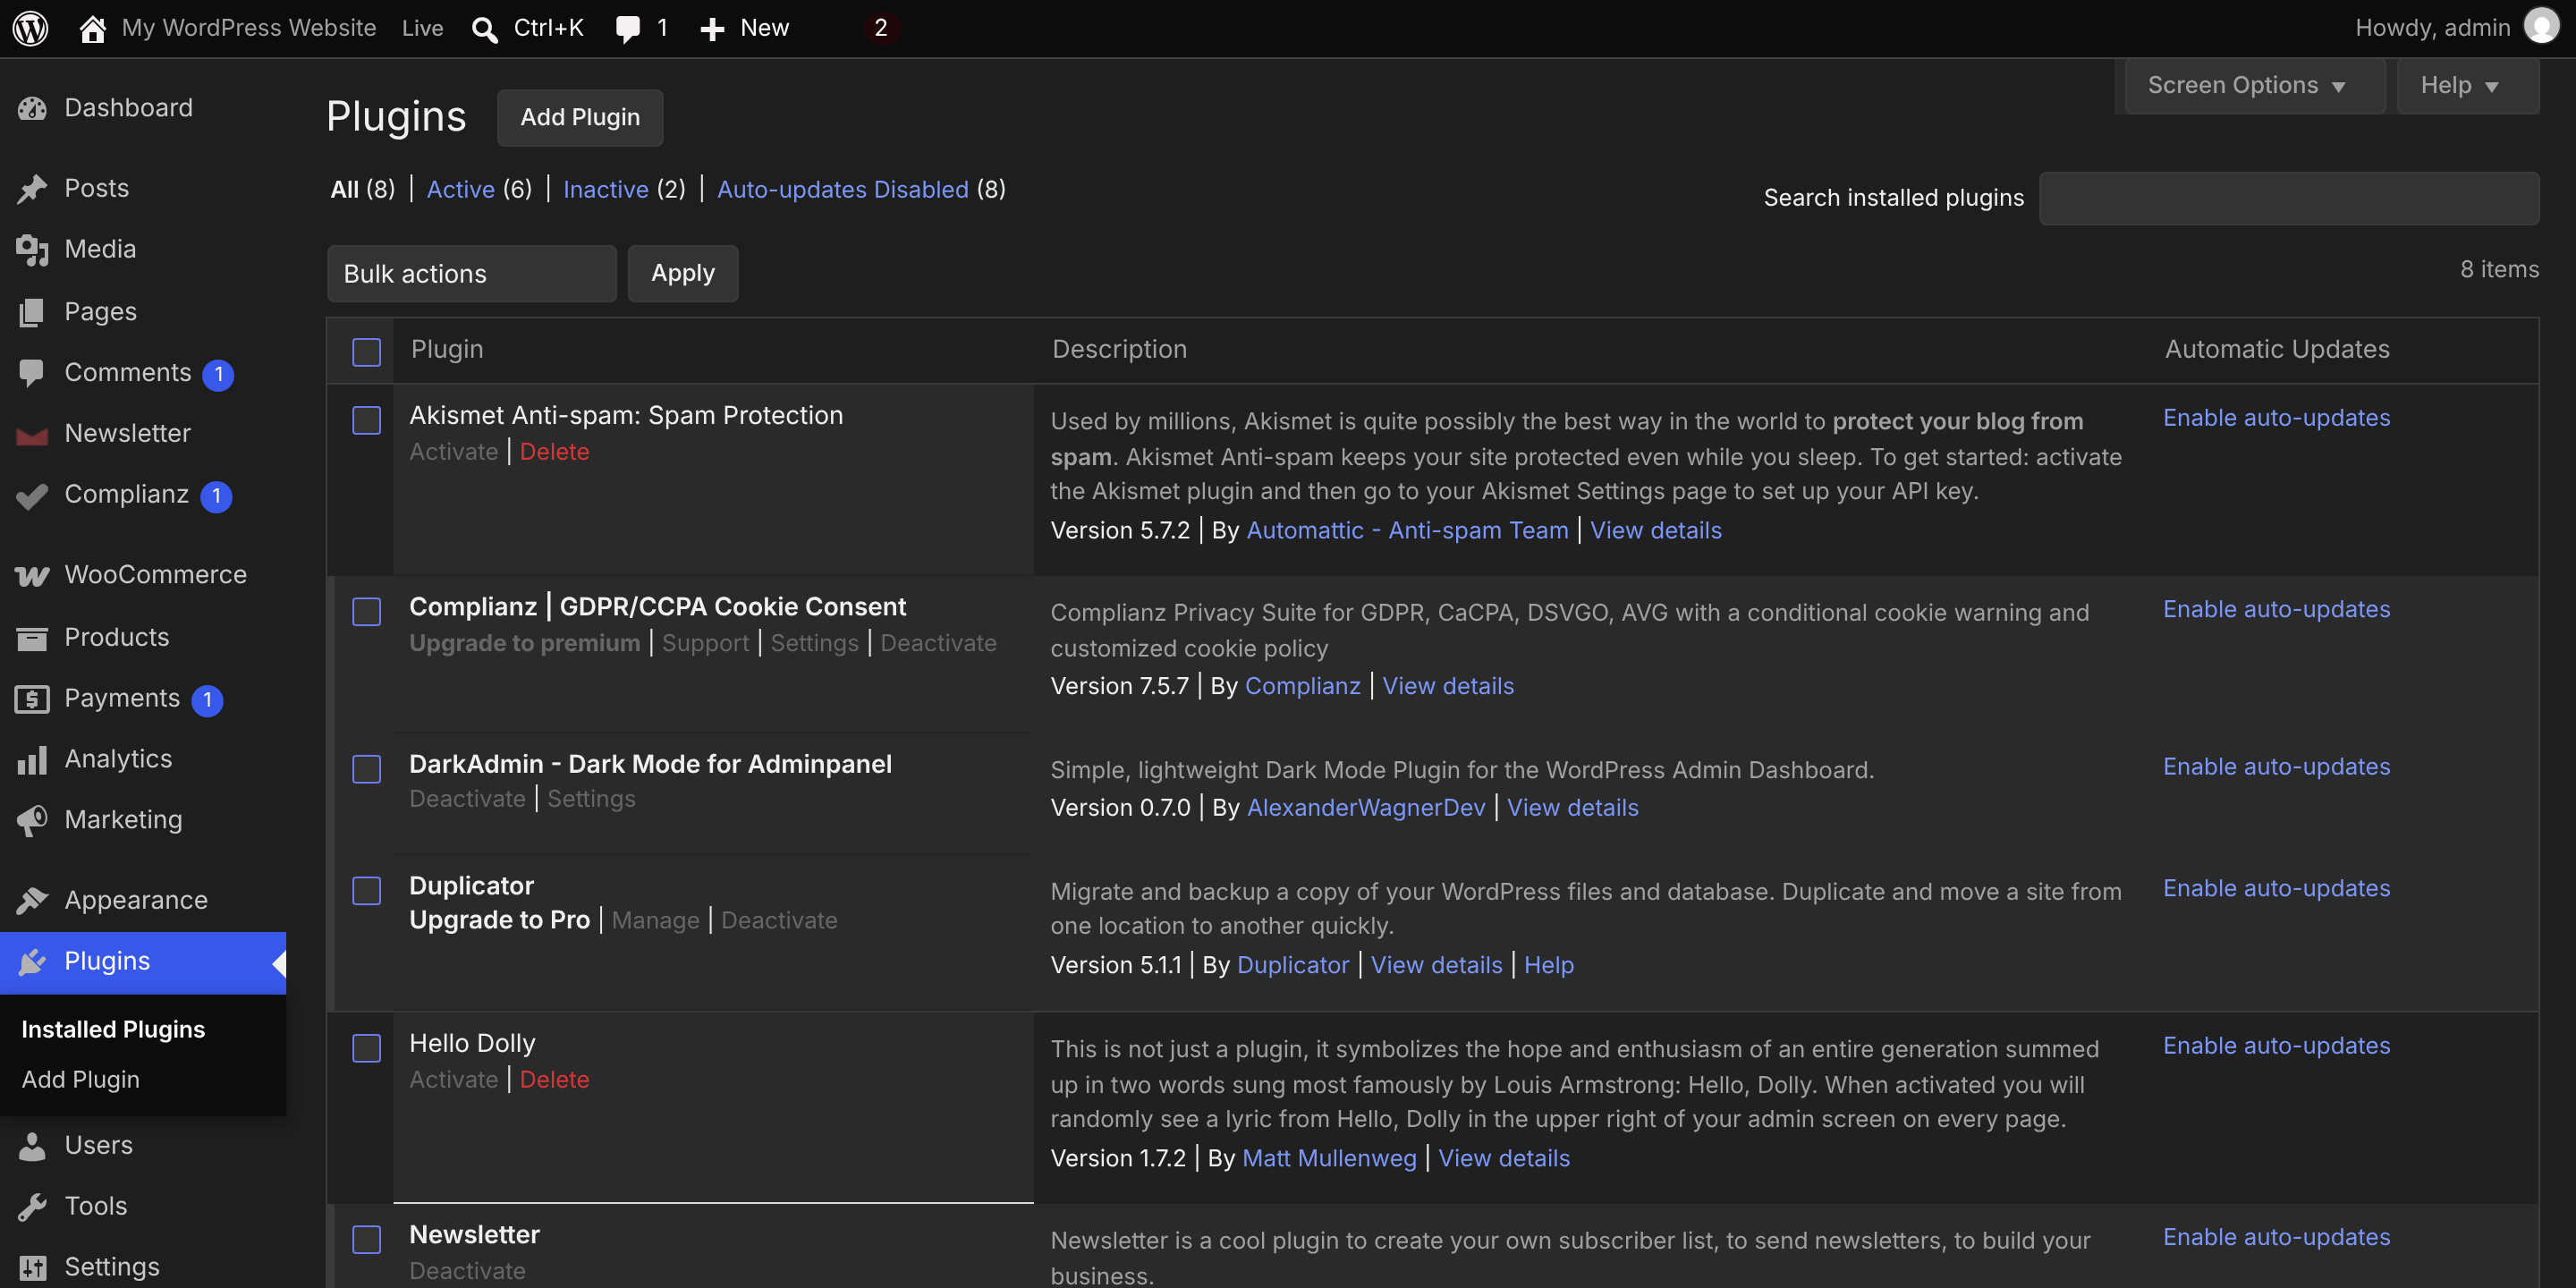 My WordPress Website Live Ctrl+K 1 New 2 Howdy, admin
Screen Options Help
Dashboard
Posts
Media
Pages
Comments 1
Newsletter
Complianz 1
WooCommerce
Products
Payments 1
Analytics
Marketing
Appearance
Plugins
Installed Plugins
Add Plugin
Users
Tools
Settings
Plugins Add Plugin
All (8) | Active (6) | Inactive (2) | Auto-updates Disabled (8)
Search installed plugins
Bulk actions Apply
8 items
Plugin Description Automatic Updates
Akismet Anti-spam: Spam Protection
Activate | Delete
Used by millions, Akismet is quite possibly the best way in the world to protect your blog from
spam. Akismet Anti-spam keeps your site protected even while you sleep. To get started: activate
the Akismet plugin and then go to your Akismet Settings page to set up your API key.
Version 5.7.2 | By Automattic - Anti-spam Team | View details
Enable auto-updates
Complianz | GDPR/CCPA Cookie Consent
Upgrade to premium | Support | Settings | Deactivate
Complianz Privacy Suite for GDPR, CaCPA, DSVGO, AVG with a conditional cookie warning and
customized cookie policy
Version 7.5.7 | By Complianz | View details
Enable auto-updates
DarkAdmin - Dark Mode for Adminpanel
Deactivate | Settings
Simple, lightweight Dark Mode Plugin for the WordPress Admin Dashboard.
Version 0.7.0 | By AlexanderWagnerDev | View details
Enable auto-updates
Duplicator
Upgrade to Pro | Manage | Deactivate
Migrate and backup a copy of your WordPress files and database. Duplicate and move a site from
one location to another quickly.
Version 5.1.1 | By Duplicator | View details | Help
Enable auto-updates
Hello Dolly
Activate | Delete
This is not just a plugin, it symbolizes the hope and enthusiasm of an entire generation summed
up in two words sung most famously by Louis Armstrong: Hello, Dolly. When activated you will
randomly see a lyric from Hello, Dolly in the upper right of your admin screen on every page.
Version 1.7.2 | By Matt Mullenweg | View details
Enable auto-updates
Newsletter
Deactivate
Newsletter is a cool plugin to create your own subscriber list, to send newsletters, to build your
business.
Enable auto-updates